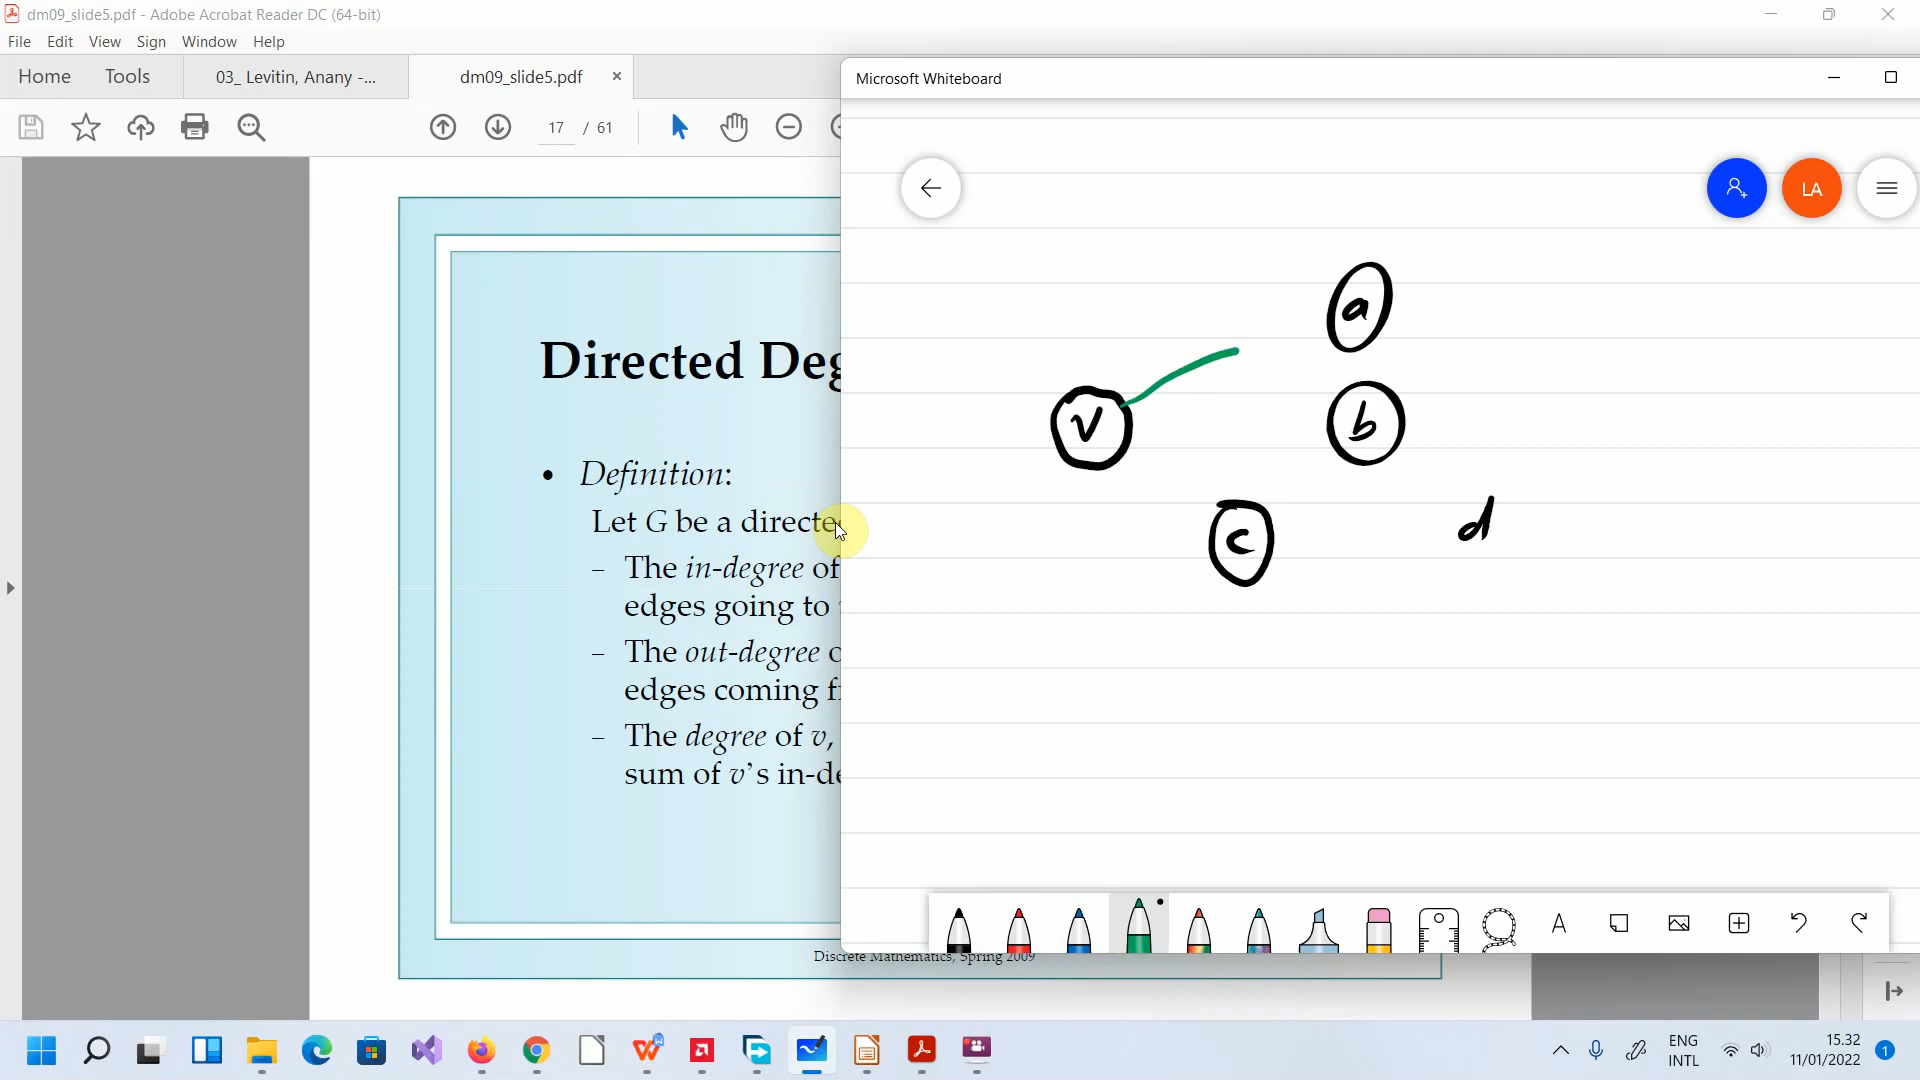 dm09_slide5.pdf - Adobe Acrobat Reader DC (64-bit)
File Edit View Sign Window Help
Home Tools 03_ Levitin, Anany -... dm09_slide5.pdf
17 / 61
Microsoft Whiteboard
LA
a
v
b
c
d
Directed Deg
• Definition:
Let G be a directe
– The in-degree of
edges going to
– The out-degree
edges coming
– The degree of v,
sum of v's in-de
Discrete Mathematics, Spring 2009
A
ENG
INTL
15.32
11/01/2022
1